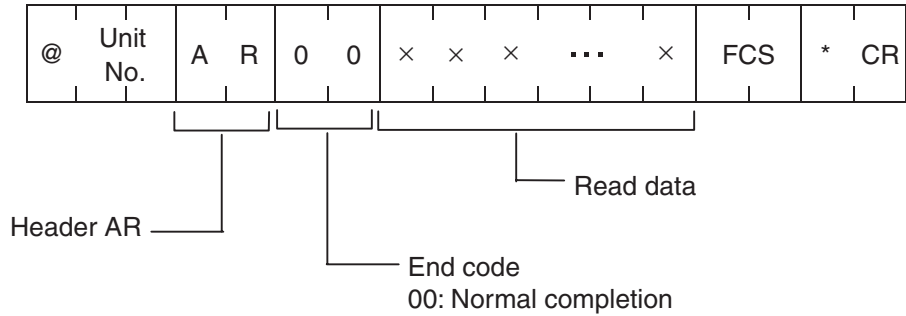 @ Unit No. A R 0 0 × × × ··· × FCS * CR
Read data
Header AR
End code
00: Normal completion